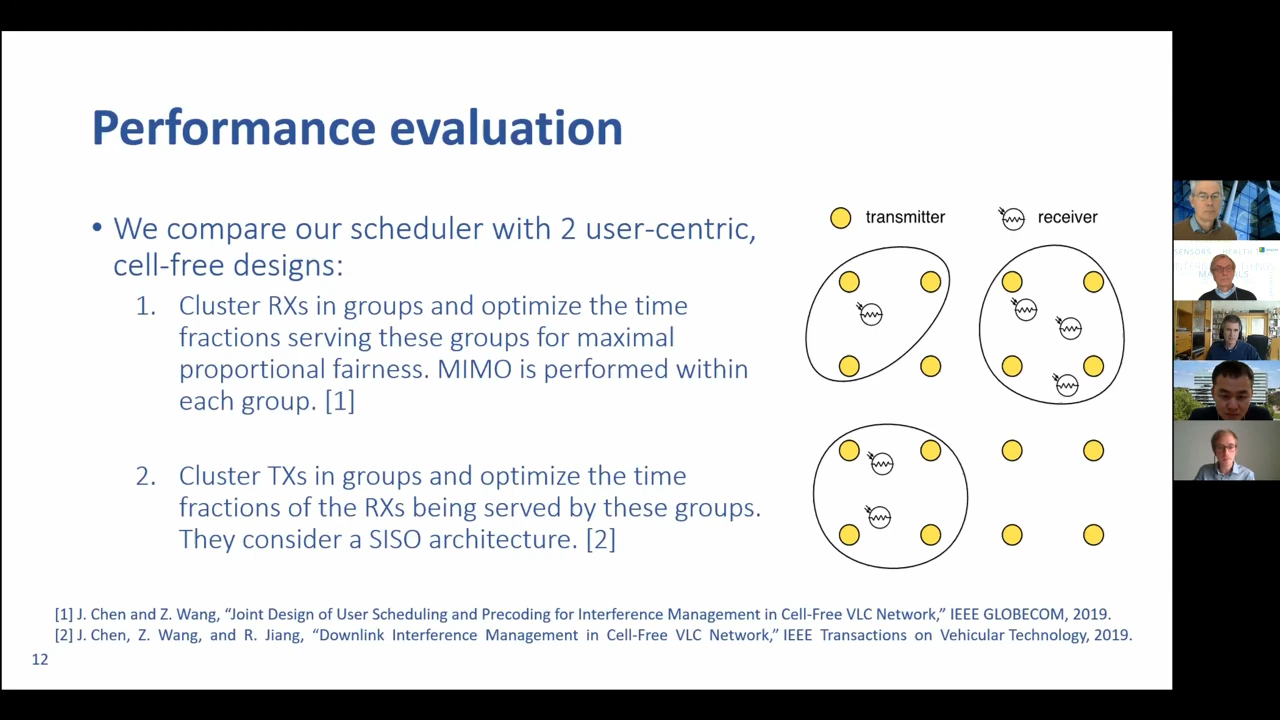 Performance evaluation
• We compare our scheduler with 2 user-centric,
cell-free designs:
1. Cluster RXs in groups and optimize the time
fractions serving these groups for maximal
proportional fairness. MIMO is performed within
each group. [1]
2. Cluster TXs in groups and optimize the time
fractions of the RXs being served by these groups.
They consider a SISO architecture. [2]
transmitter
receiver
[1] J. Chen and Z. Wang, “Joint Design of User Scheduling and Precoding for Interference Management in Cell-Free VLC Network,” IEEE GLOBECOM, 2019.
[2] J. Chen, Z. Wang, and R. Jiang, “Downlink Interference Management in Cell-Free VLC Network,” IEEE Transactions on Vehicular Technology, 2019.
12
SENSORS